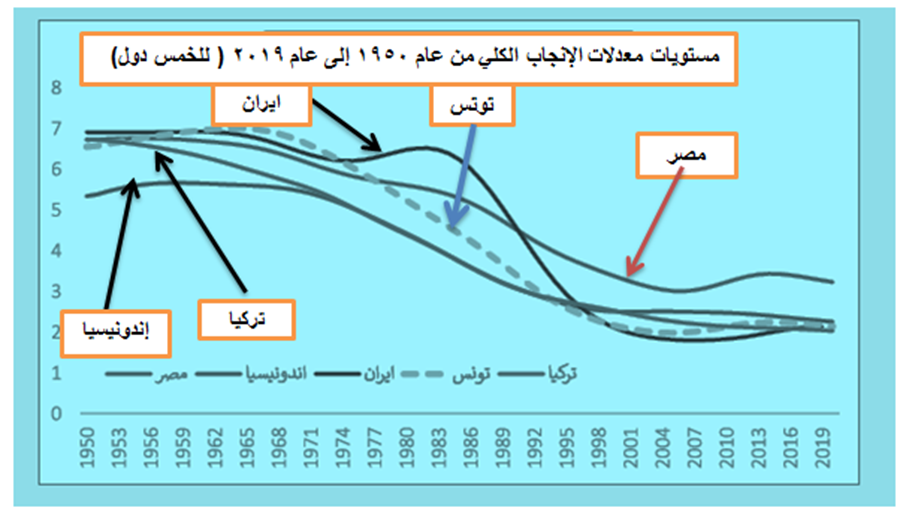 مستويات معدلات الإنجاب الكلي من عام ١٩٥٠ إلى عام ٢٠١٩ ( للخمس دول)
ايران
تونس
مصر
إندونيسيا
تركيا
8
7
6
5
4
3
2
1
0
مصر اندونيسيا ايران تونس تركيا
1950 1953 1956 1959 1962 1965 1968 1971 1974 1977 1980 1983 1986 1989 1992 1995 1998 2001 2004 2007 2010 2013 2016 2019